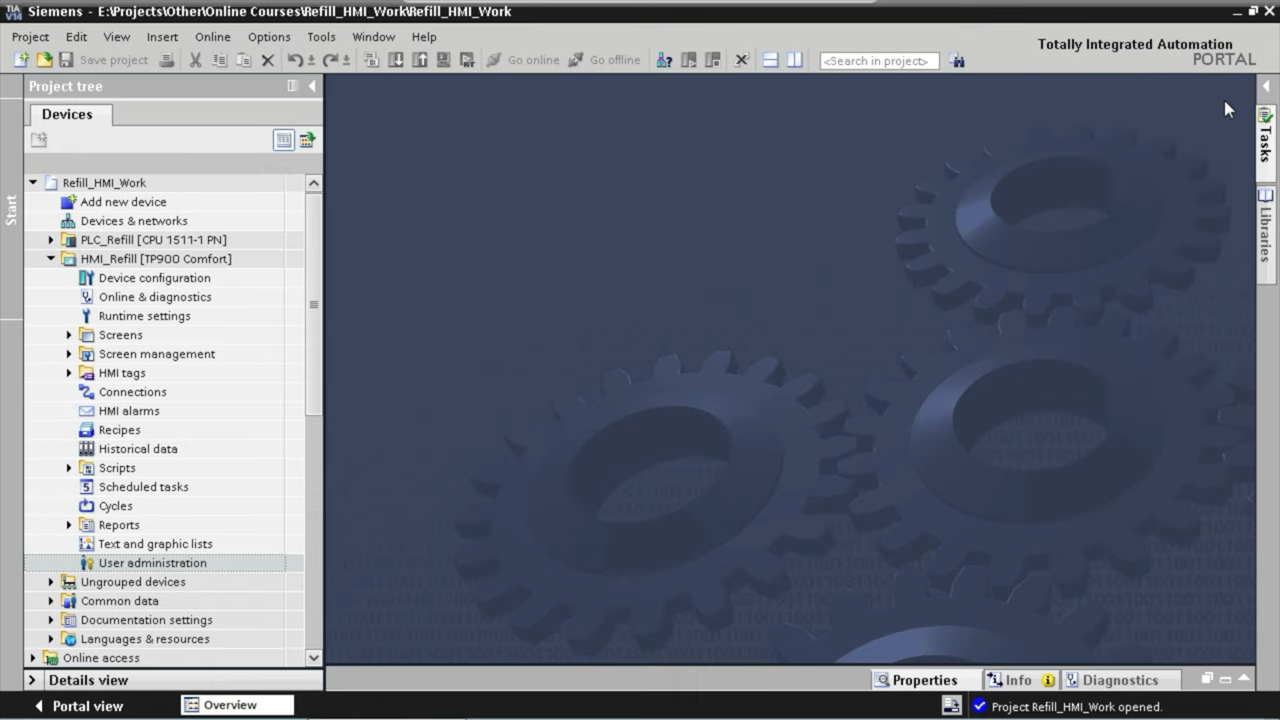 TIA
V14
Siemens - E:\Projects\Other\Online Courses\Refill_HMI_Work\Refill_HMI_Work
Project Edit View Insert Online Options Tools Window Help
Totally Integrated Automation
PORTAL
Save project
Go online
Go offline
<Search in project>
Project tree
Devices
Start
Refill_HMI_Work
Add new device
Devices & networks
PLC_Refill [CPU 1511-1 PN]
HMI_Refill [TP900 Comfort]
Device configuration
Online & diagnostics
Runtime settings
Screens
Screen management
HMI tags
Connections
HMI alarms
Recipes
Historical data
Scripts
Scheduled tasks
Cycles
Reports
Text and graphic lists
User administration
Ungrouped devices
Common data
Documentation settings
Languages & resources
Online access
Details view
Tasks
Libraries
Properties
Info
Diagnostics
Portal view
Overview
Project Refill_HMI_Work opened.